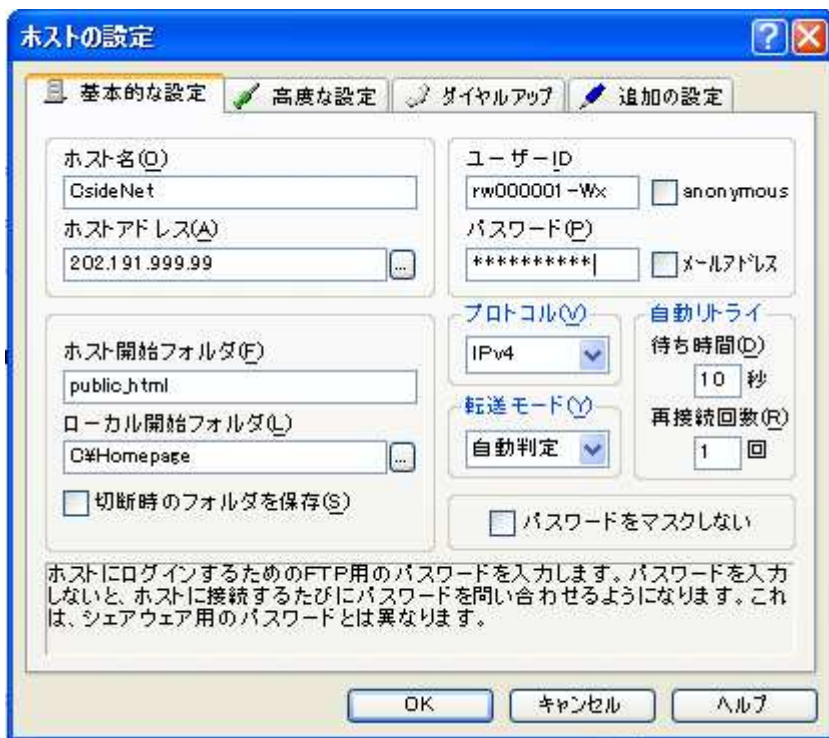 ホストの設定
基本的な設定 高度な設定 ダイヤルアップ 追加の設定
ホスト名(O)
CsideNet
ホストアドレス(A)
202.191.999.99
...
ユーザーID
rw000001-Wx
anonymous
パスワード(P)
**********
メールアドレス
ホスト開始フォルダ(F)
public_html
ローカル開始フォルダ(L)
C¥Homepage
...
切断時のフォルダを保存(S)
プロトコル(V)
IPv4
転送モード(Y)
自動判定
自動リトライ
待ち時間(D)
10 秒
再接続回数(R)
1 回
パスワードをマスクしない
ホストにログインするためのFTP用のパスワードを入力します。パスワードを入力
しないと、ホストに接続するたびにパスワードを問い合わせるようになります。これ
は、シェアウェア用のパスワードとは異なります。
OK キャンセル ヘルプ